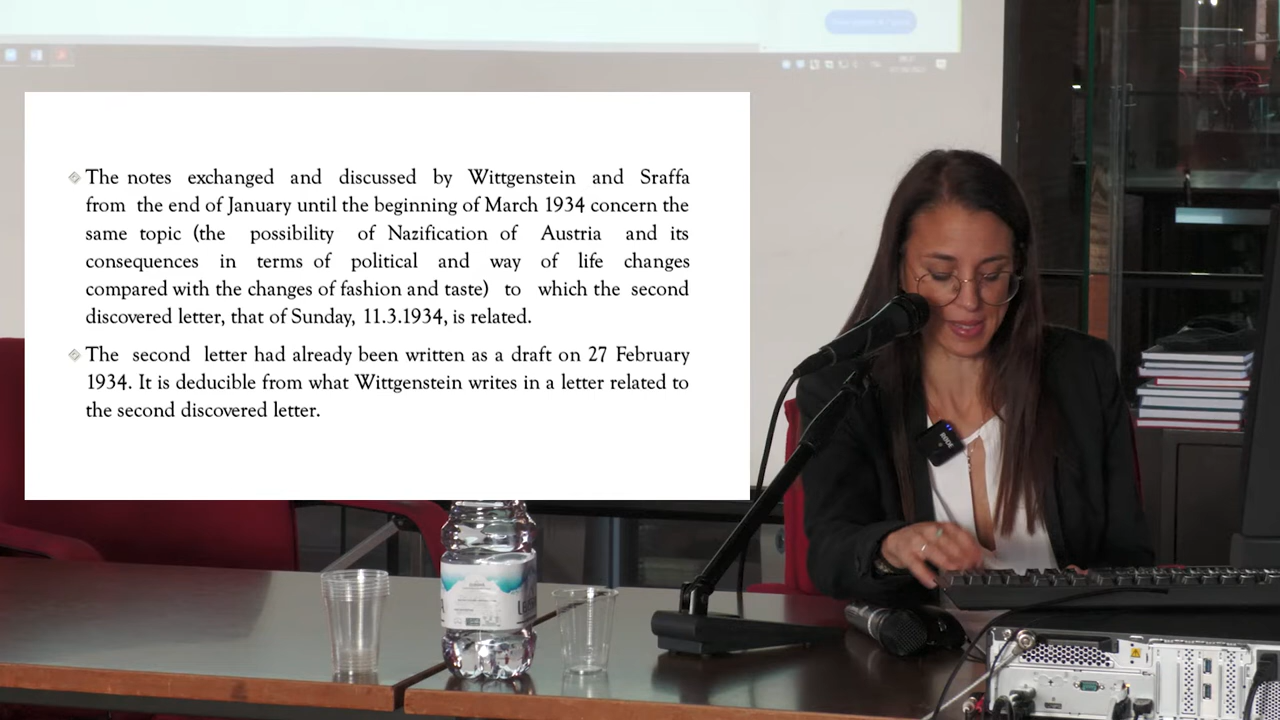 The notes exchanged and discussed by Wittgenstein and Sraffa
from the end of January until the beginning of March 1934 concern the
same topic (the possibility of Nazification of Austria and its
consequences in terms of political and way of life changes
compared with the changes of fashion and taste) to which the second
discovered letter, that of Sunday, 11.3.1934, is related.
The second letter had already been written as a draft on 27 February
1934. It is deducible from what Wittgenstein writes in a letter related to
the second discovered letter.
RØDE